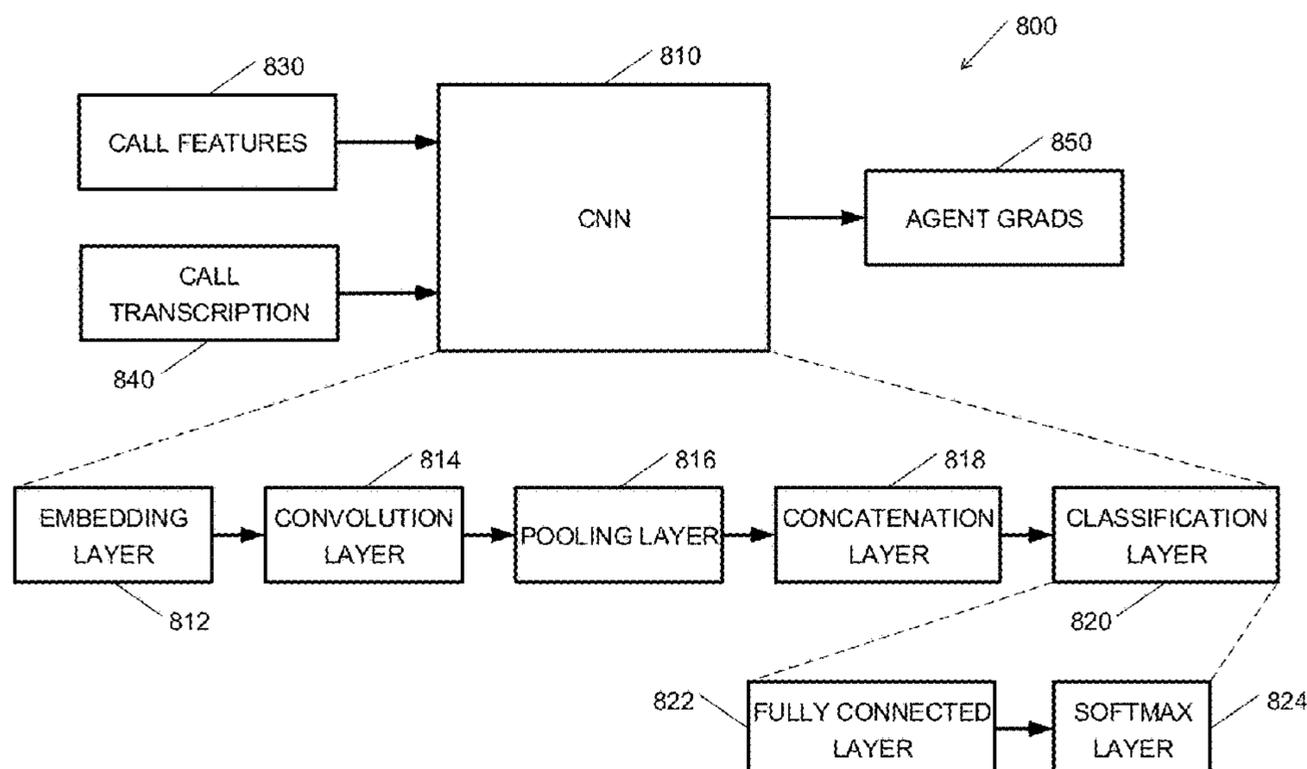 800
830
810
CALL FEATURES
850
CNN
AGENT GRADS
CALL
TRANSCRIPTION
840
814
816
818
EMBEDDING
LAYER
CONVOLUTION
LAYER
POOLING LAYER
CONCATENATION
LAYER
CLASSIFICATION
LAYER
812
820
822
FULLY CONNECTED
LAYER
SOFTMAX
LAYER
824